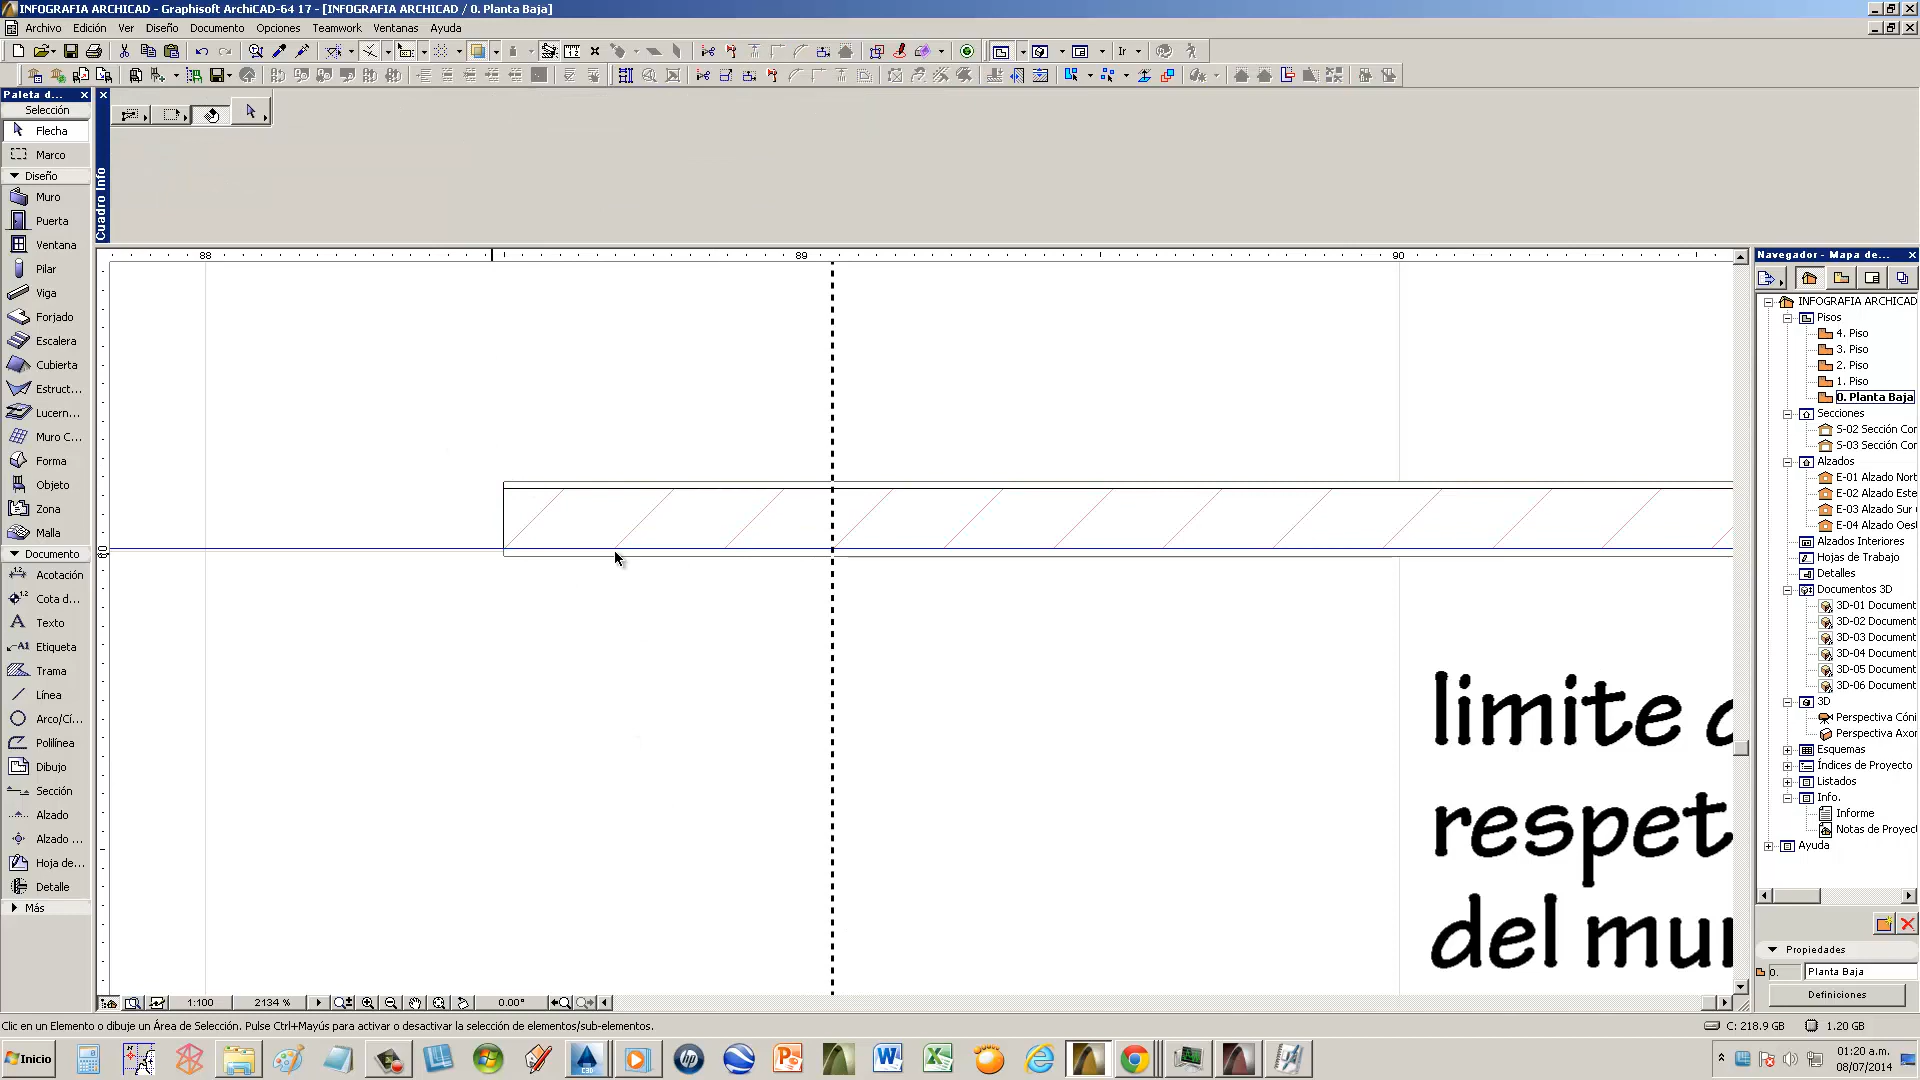 INFOGRAFIA ARCHICAD - Graphisoft ArchiCAD-64 17 - [INFOGRAFIA ARCHICAD / 0. Planta Baja]
Archivo Edición Ver Diseño Documento Opciones Teamwork Ventanas Ayuda
Paleta d...
Selección
Flecha
Marco
Diseño
Muro
Puerta
Ventana
Pilar
Viga
Forjado
Escalera
Cubierta
Estruct...
Lucern...
Muro C...
Forma
Objeto
Zona
Malla
Documento
Acotación
Cota d...
Texto
Etiqueta
Trama
Línea
Arco/Cí...
Polilínea
Dibujo
Sección
Alzado
Alzado ...
Hoja de...
Detalle
Más
Cuadro Info
88 89 90
limite
respet
del mu
Navegador - Mapa de...
INFOGRAFIA ARCHICAD
Pisos
4. Piso
3. Piso
2. Piso
1. Piso
0. Planta Baja
Secciones
S-02 Sección Cor
S-03 Sección Cor
Alzados
E-01 Alzado Nort
E-02 Alzado Este
E-03 Alzado Sur
E-04 Alzado Oest
Alzados Interiores
Hojas de Trabajo
Detalles
Documentos 3D
3D-01 Document
3D-02 Document
3D-03 Document
3D-04 Document
3D-05 Document
3D-06 Document
3D
Perspectiva Cóni
Perspectiva Axor
Esquemas
Índices de Proyecto
Listados
Info.
Informe
Notas de Proyec
Ayuda
Propiedades
0. Planta Baja
Definiciones
1:100 2134 % 0.00°
Clic en un Elemento o dibuje un Área de Selección. Pulse Ctrl+Mayús para activar o desactivar la selección de elementos/sub-elementos.
C: 218.9 GB 1.20 GB
Inicio
01:20 a.m.
08/07/2014